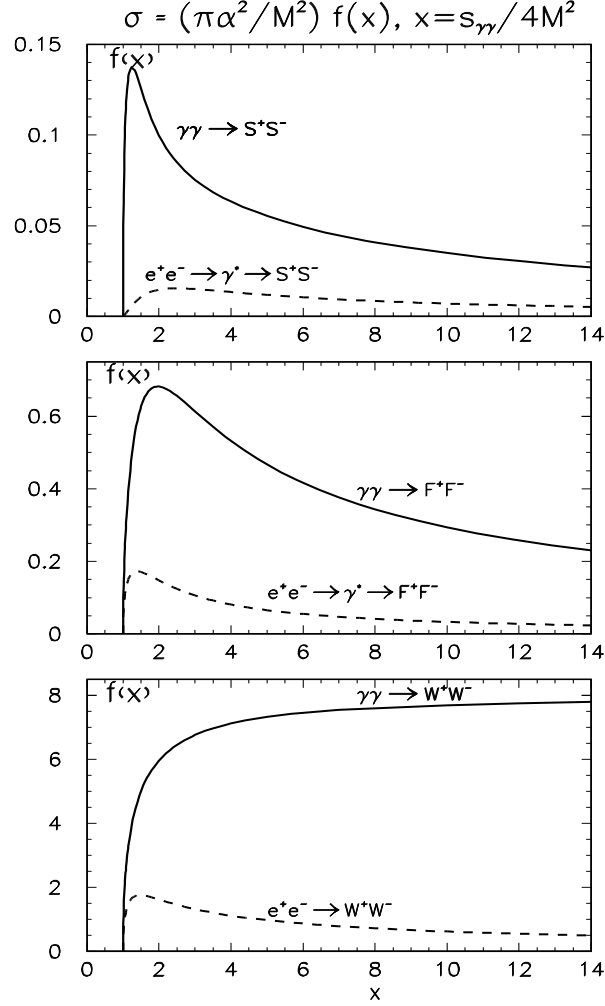 σ = (πα²/M²) f(x), x=sγγ/4M²
0.15
f(x)
γγ → S⁺S⁻
0.1
0.05
e⁺e⁻ → γ* → S⁺S⁻
0
0 2 4 6 8 10 12 14
f(x)
0.6
γγ → F⁺F⁻
0.4
0.2
e⁺e⁻ → γ* → F⁺F⁻
0
0 2 4 6 8 10 12 14
f(x)
γγ → W⁺W⁻
8
6
4
2
e⁺e⁻ → W⁺W⁻
0
0 2 4 6 8 10 12 14
x